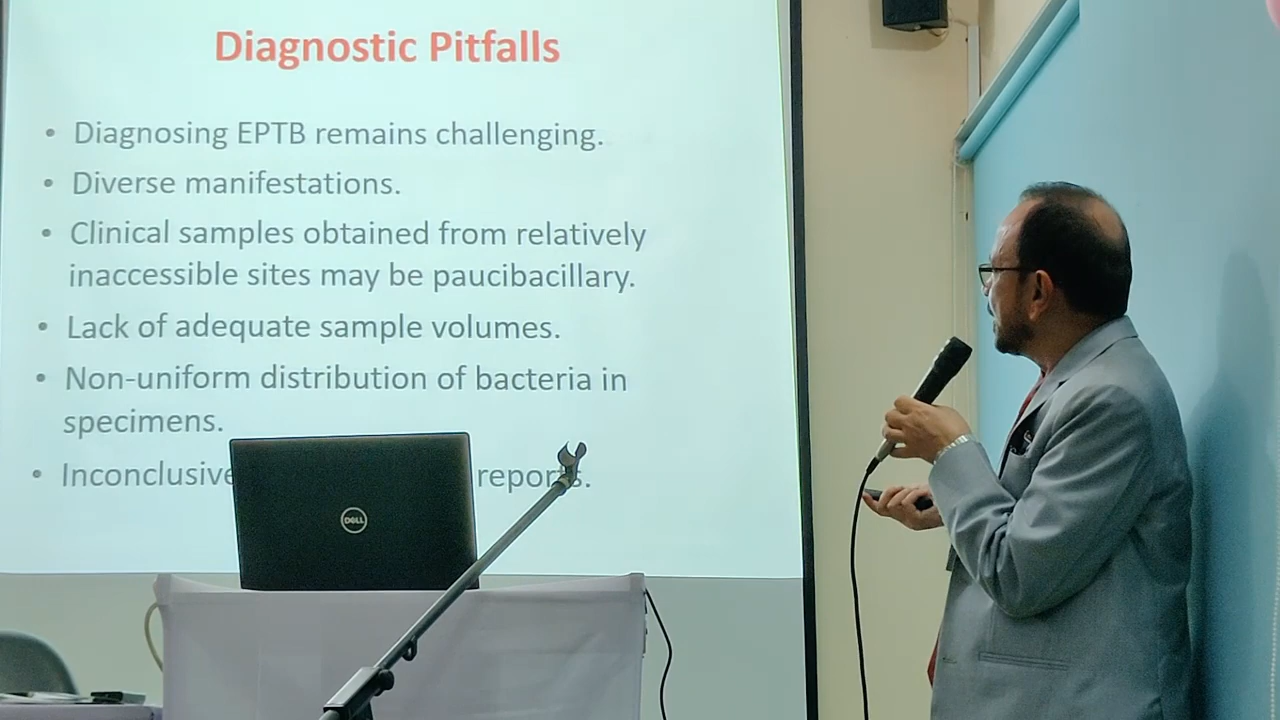 Diagnostic Pitfalls
• Diagnosing EPTB remains challenging.
• Diverse manifestations.
• Clinical samples obtained from relatively
inaccessible sites may be paucibacillary.
• Lack of adequate sample volumes.
• Non-uniform distribution of bacteria in
specimens.
• Inconclusive reports.
DELL